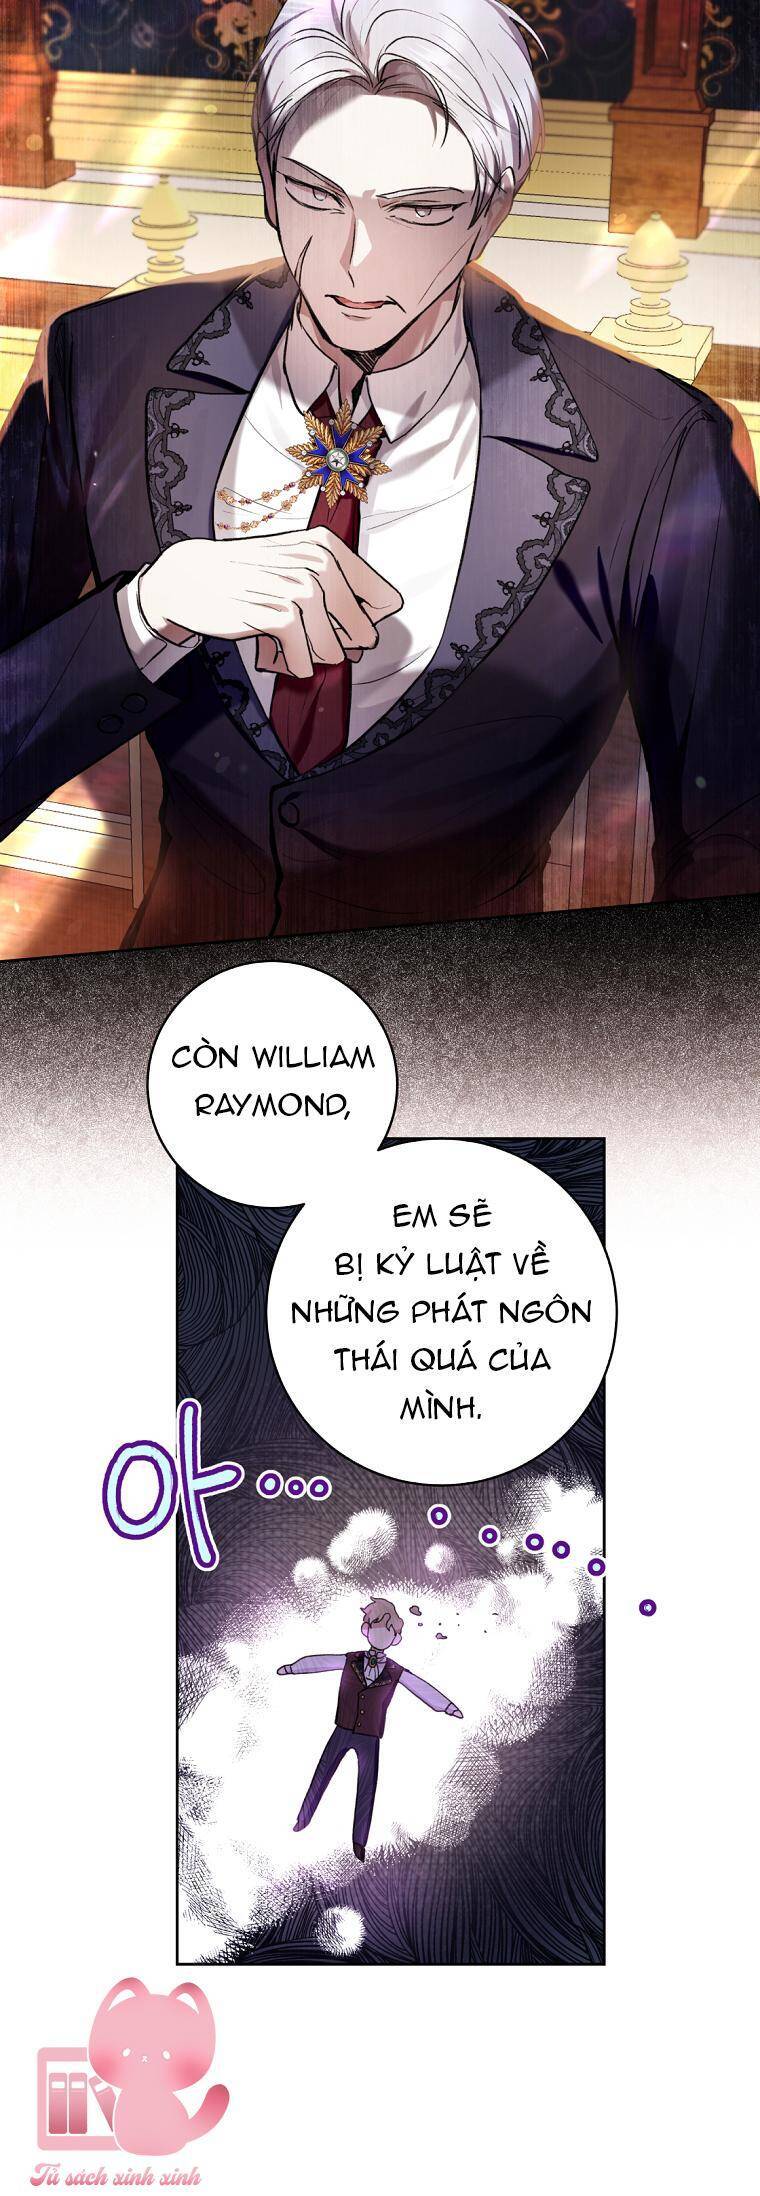 CÒN WILLIAM
RAYMOND,
EM SẼ
BỊ KỶ LUẬT VỀ
NHỮNG PHÁT NGÔN
THÁI QUÁ CỦA
MÌNH.
아...
Tủ sách xinh xinh